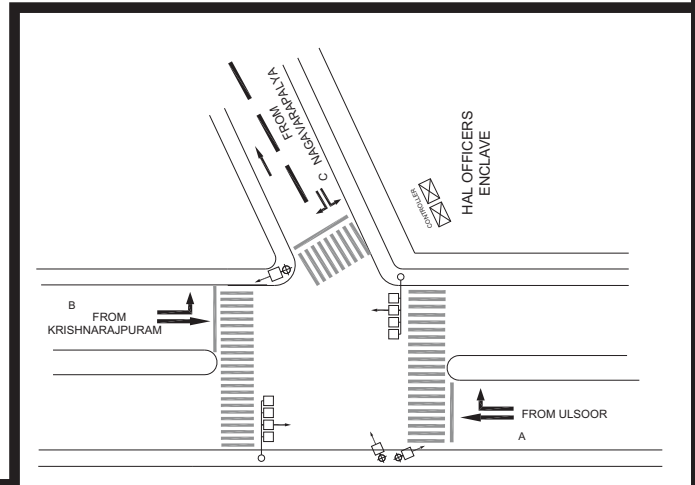 FROM
NAGAVARAPALYA
C
CONTROLLER
HAL OFFICERS
ENCLAVE
B
FROM
KRISHNARAJPURAM
FROM ULSOOR
A